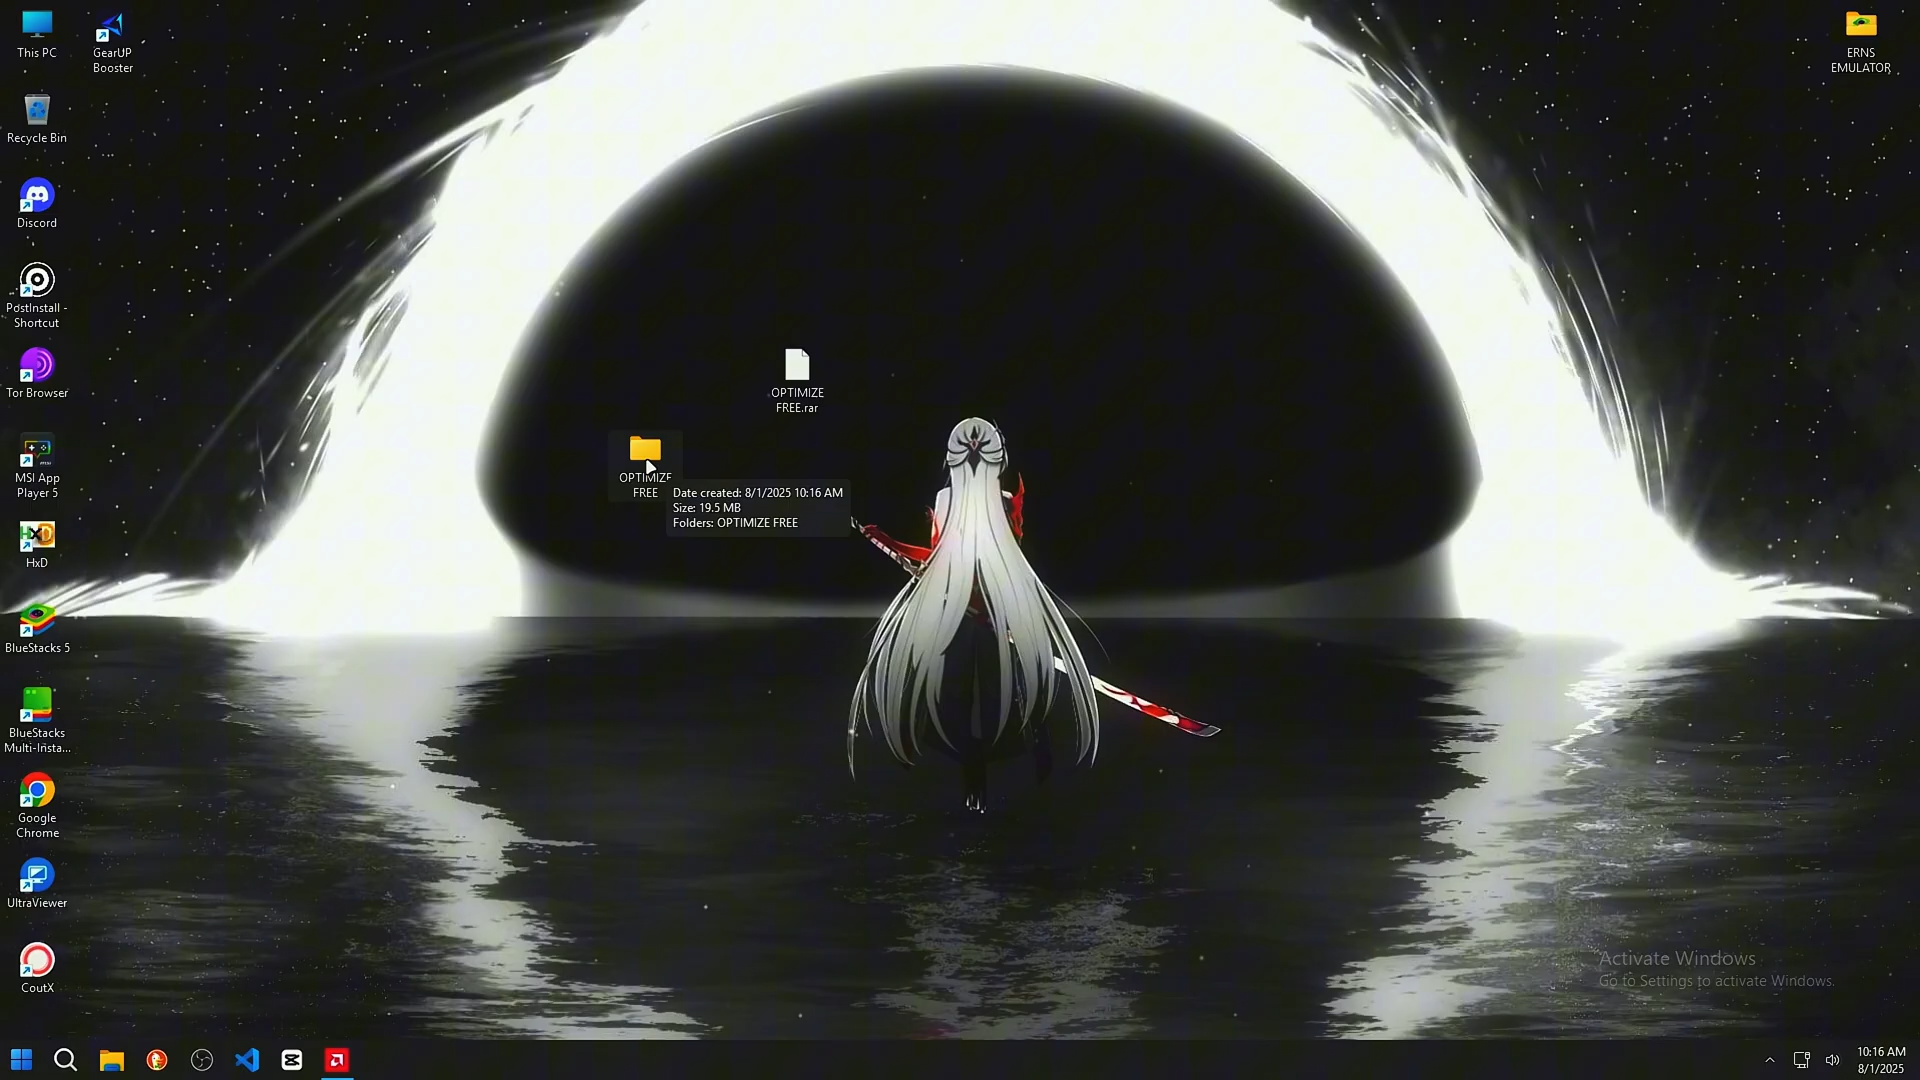 This PC
GearUP
Booster
Recycle Bin
Discord
PostInstall -
Shortcut
Tor Browser
MSI App
Player 5
HxD
BlueStacks 5
BlueStacks
Multi-Insta...
Google
Chrome
UltraViewer
CoutX
OPTIMIZE
FREE.rar
OPTIMIZE
FREE
Date created: 8/1/2025 10:16 AM
Size: 19.5 MB
Folders: OPTIMIZE FREE
ERNS
EMULATOR
Activate Windows
Go to Settings to activate Windows.
10:16 AM
8/1/2025